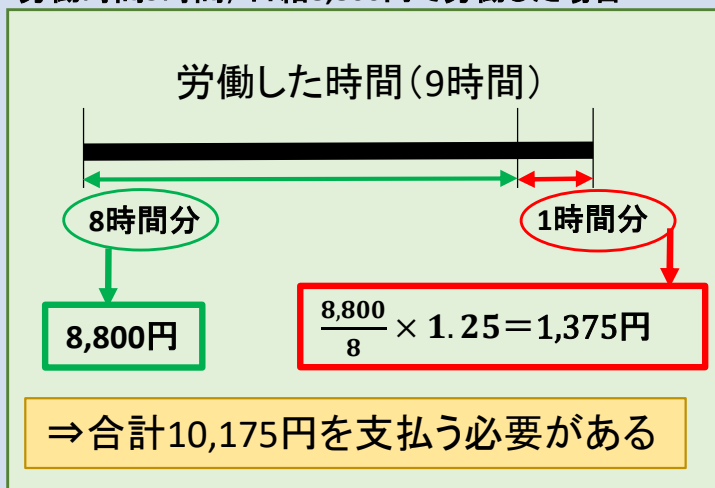 労働した時間（9時間）
8時間分
1時間分
8,800円
8,800/8 × 1.25＝1,375円
⇒合計10,175円を支払う必要がある